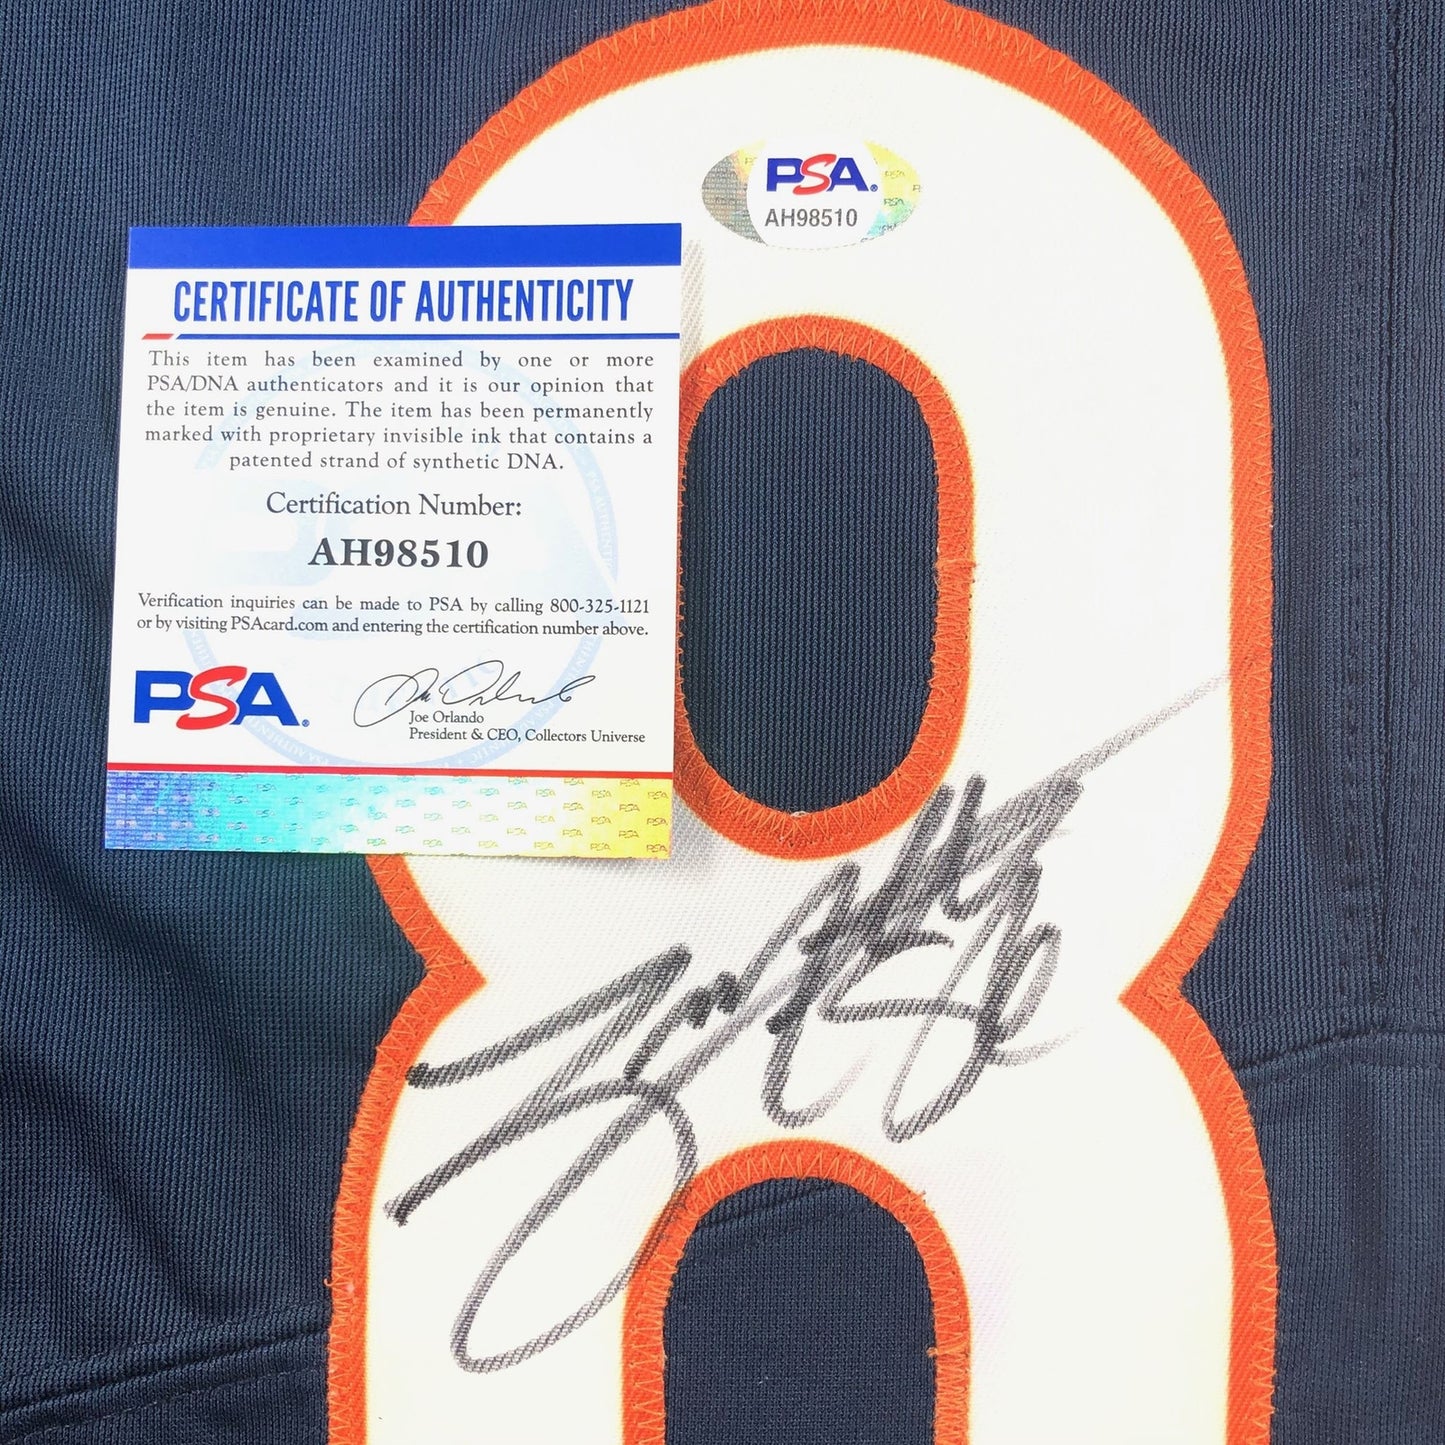 PSA
AH98510
CERTIFICATE OF AUTHENTICITY
This item has been examined by one or more
PSA/DNA authenticators and it is our opinion that
the item is genuine. The item has been permanently
marked with proprietary invisible ink that contains a
patented strand of synthetic DNA.
Certification Number:
AH98510
Verification inquiries can be made to PSA by calling 800-325-1121
or by visiting PSAcard.com and entering the certification number above.
PSA
Joe Orlando
President & CEO, Collectors Universe
8